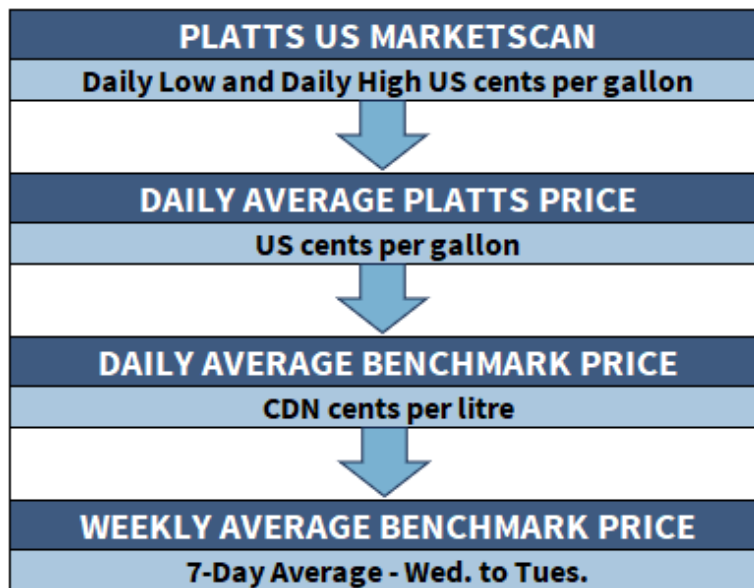 PLATTS US MARKETSCAN
Daily Low and Daily High US cents per gallon
DAILY AVERAGE PLATTS PRICE
US cents per gallon
DAILY AVERAGE BENCHMARK PRICE
CDN cents per litre
WEEKLY AVERAGE BENCHMARK PRICE
7-Day Average - Wed. to Tues.